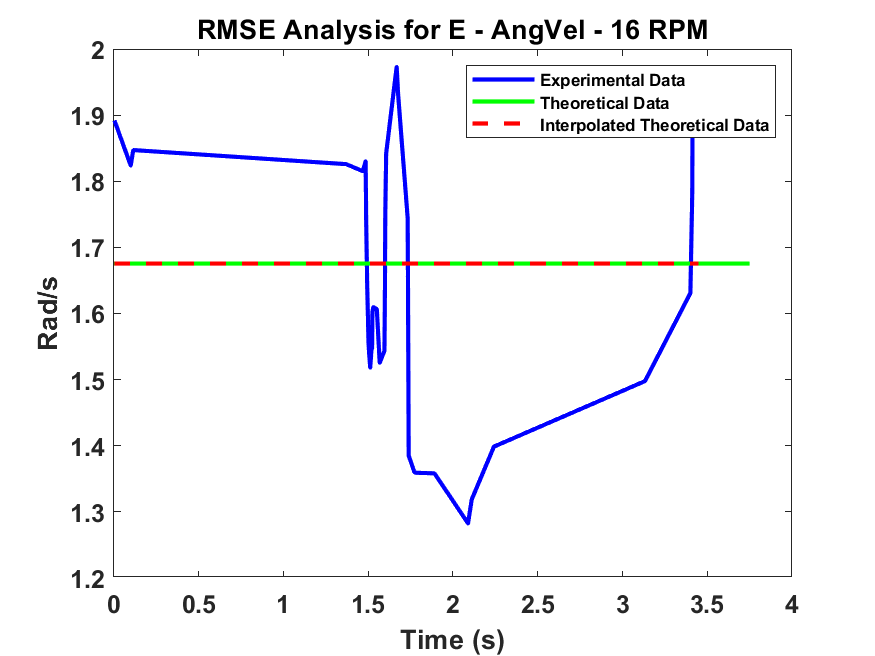 RMSE Analysis for E - AngVel - 16 RPM
2
1.9
1.8
1.7
1.6
1.5
1.4
1.3
1.2
Rad/s
Experimental Data
Theoretical Data
Interpolated Theoretical Data
0 0.5 1 1.5 2 2.5 3 3.5 4
Time (s)